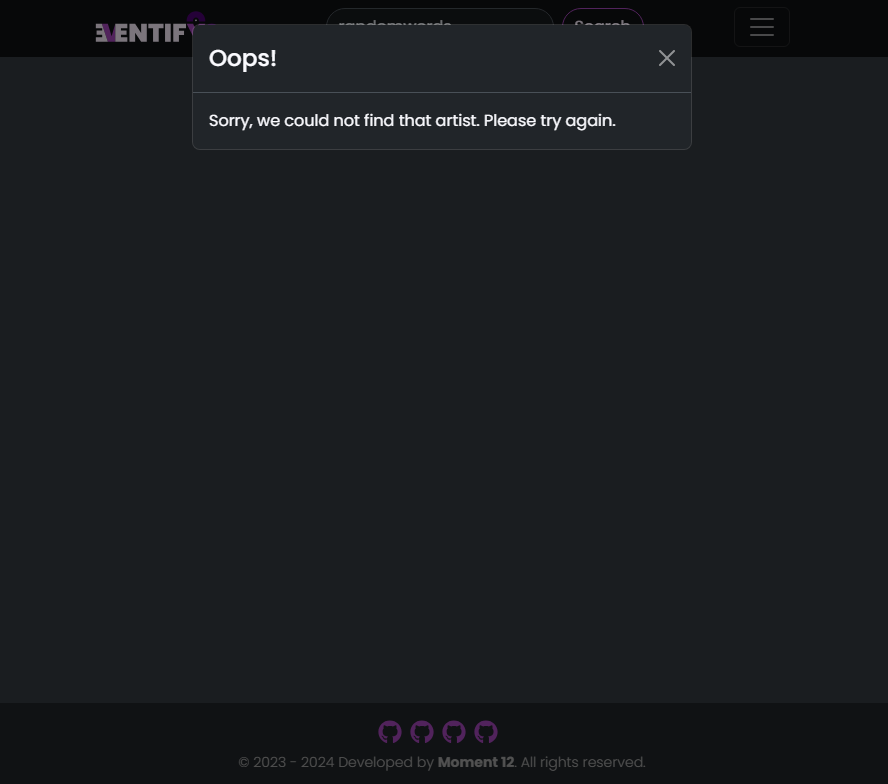 randomwords
Search
Oops!
Sorry, we could not find that artist. Please try again.
© 2023 - 2024 Developed by Moment 12. All rights reserved.